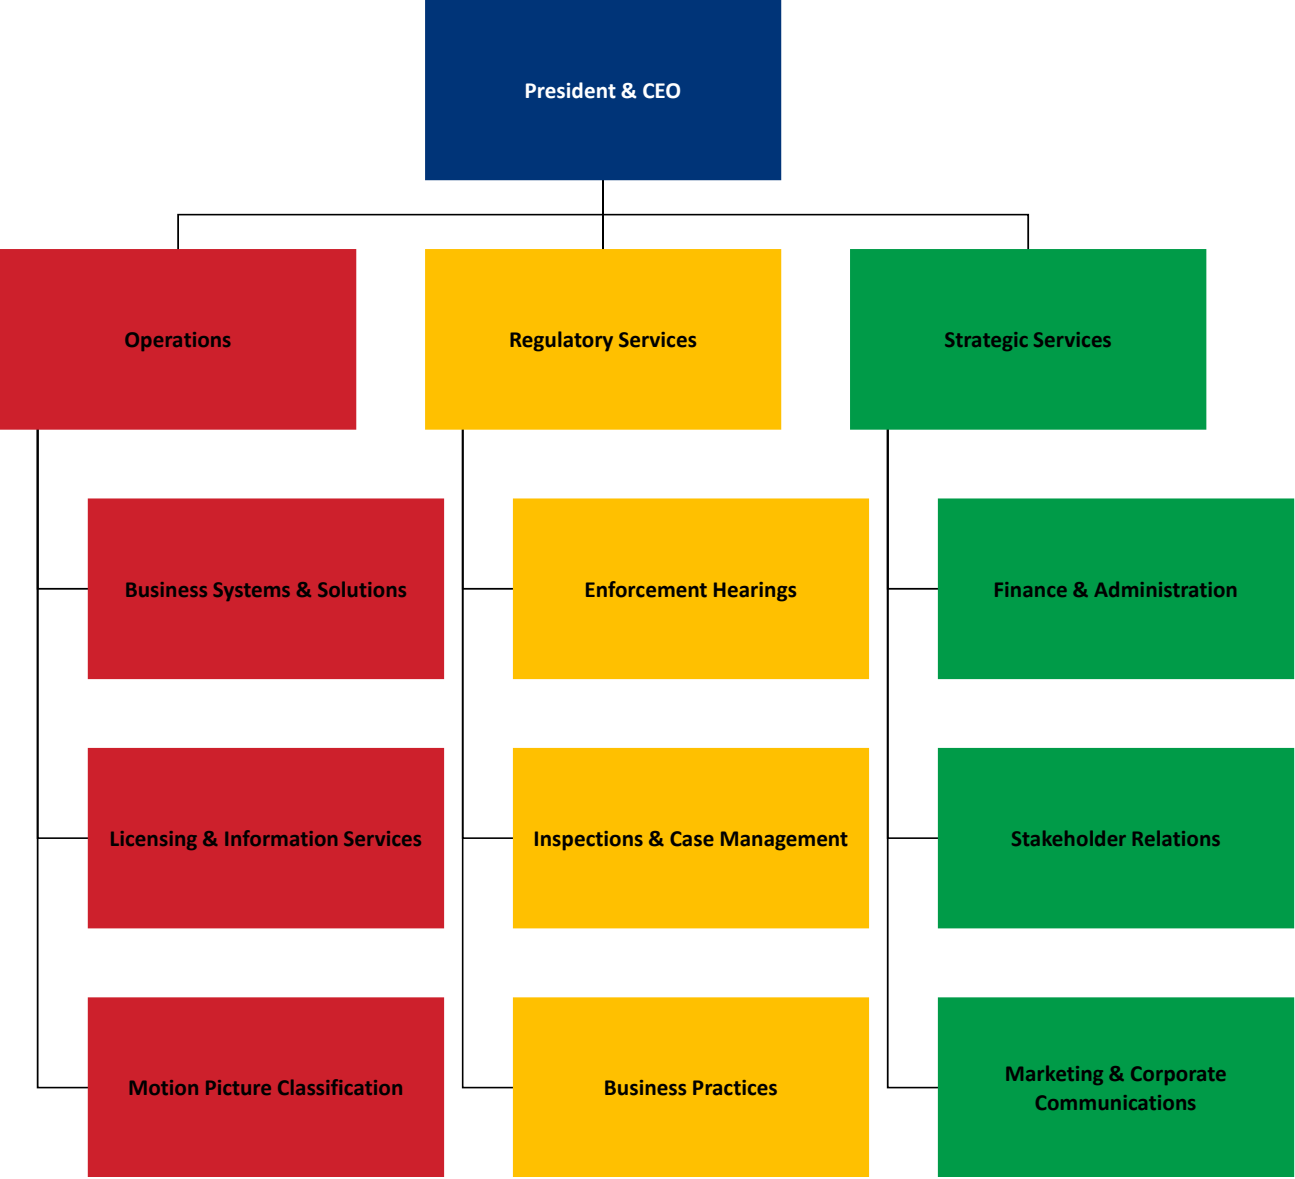 President & CEO
Operations
Regulatory Services
Strategic Services
Business Systems & Solutions
Enforcement Hearings
Finance & Administration
Licensing & Information Services
Inspections & Case Management
Stakeholder Relations
Motion Picture Classification
Business Practices
Marketing & Corporate
Communications